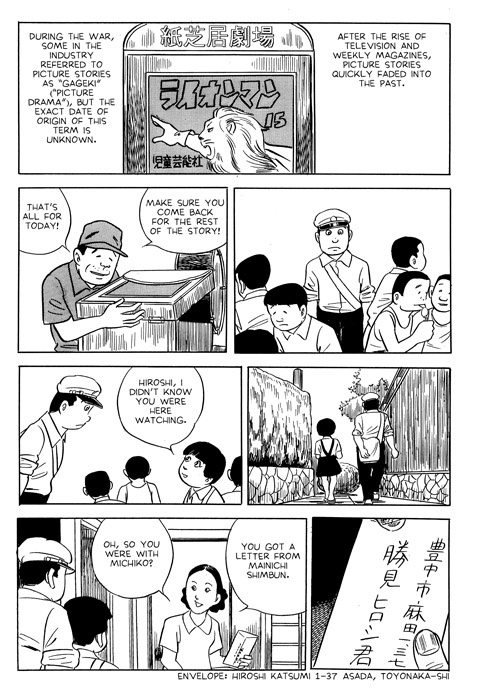 DURING THE WAR,
SOME IN THE
INDUSTRY
REFERRED TO
PICTURE STORIES
AS "GAGEKI"
("PICTURE
DRAMA"), BUT THE
EXACT DATE OF
ORIGIN OF THIS
TERM IS
UNKNOWN.
紙芝居劇場
ライオンマン
15
児童芸能社
AFTER THE RISE OF
TELEVISION AND
WEEKLY MAGAZINES,
PICTURE STORIES
QUICKLY FADED INTO
THE PAST.
THAT'S
ALL FOR
TODAY!
MAKE SURE YOU
COME BACK
FOR THE REST
OF THE STORY!
HIROSHI, I
DIDN'T KNOW
YOU WERE
HERE
WATCHING.
OH, SO YOU
WERE WITH
MICHIKO?
YOU GOT A
LETTER FROM
MAINICHI
SHIMBUN.
豊中市麻田一ノ三七
勝見ヒロシ君
ENVELOPE: HIROSHI KATSUMI 1-37 ASADA, TOYONAKA-SHI